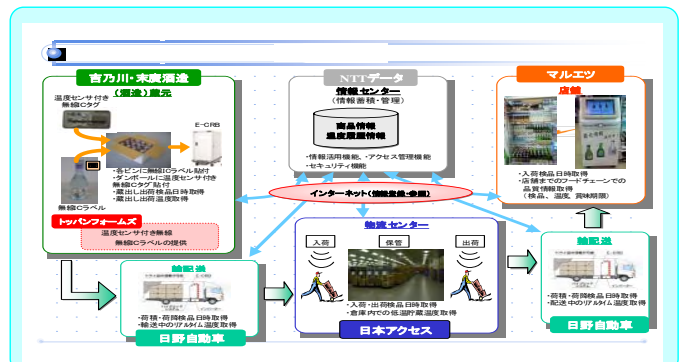 吉乃川・末廣酒造
(酒造)蔵元
温度センサ付き
無線ICタグ
E-CRB
無線ICラベル
・各ビンに無線ICラベル貼付
・ダンボールに温度センサ付き
無線ICタグ貼付
・蔵出し出荷検品日時取得
・蔵出し出荷温度取得
トッパンフォームズ
温度センサ付き無線
無線ICラベルの提供
NTTデータ
情報センター
(情報蓄積・管理)
商品情報
温度履歴情報
・情報活用機能、・アクセス管理機能
・セキュリティ機能
マルエツ
店舗
・入荷検品日時取得
・店舗までのフードチェーンでの
品質情報取得
(検品、温度、賞味期限)
インターネット(情報登録・参照)
輸配送
・荷積・荷降検品日時取得
・輸送中のリアルタイム温度取得
日野自動車
物流センター
入荷
保管
出荷
・入荷・出荷検品日時取得
・倉庫内での低温貯蔵温度取得
日本アクセス
輸配送
・荷積・荷降検品日時取得
・配送中のリアルタイム温度取得
日野自動車